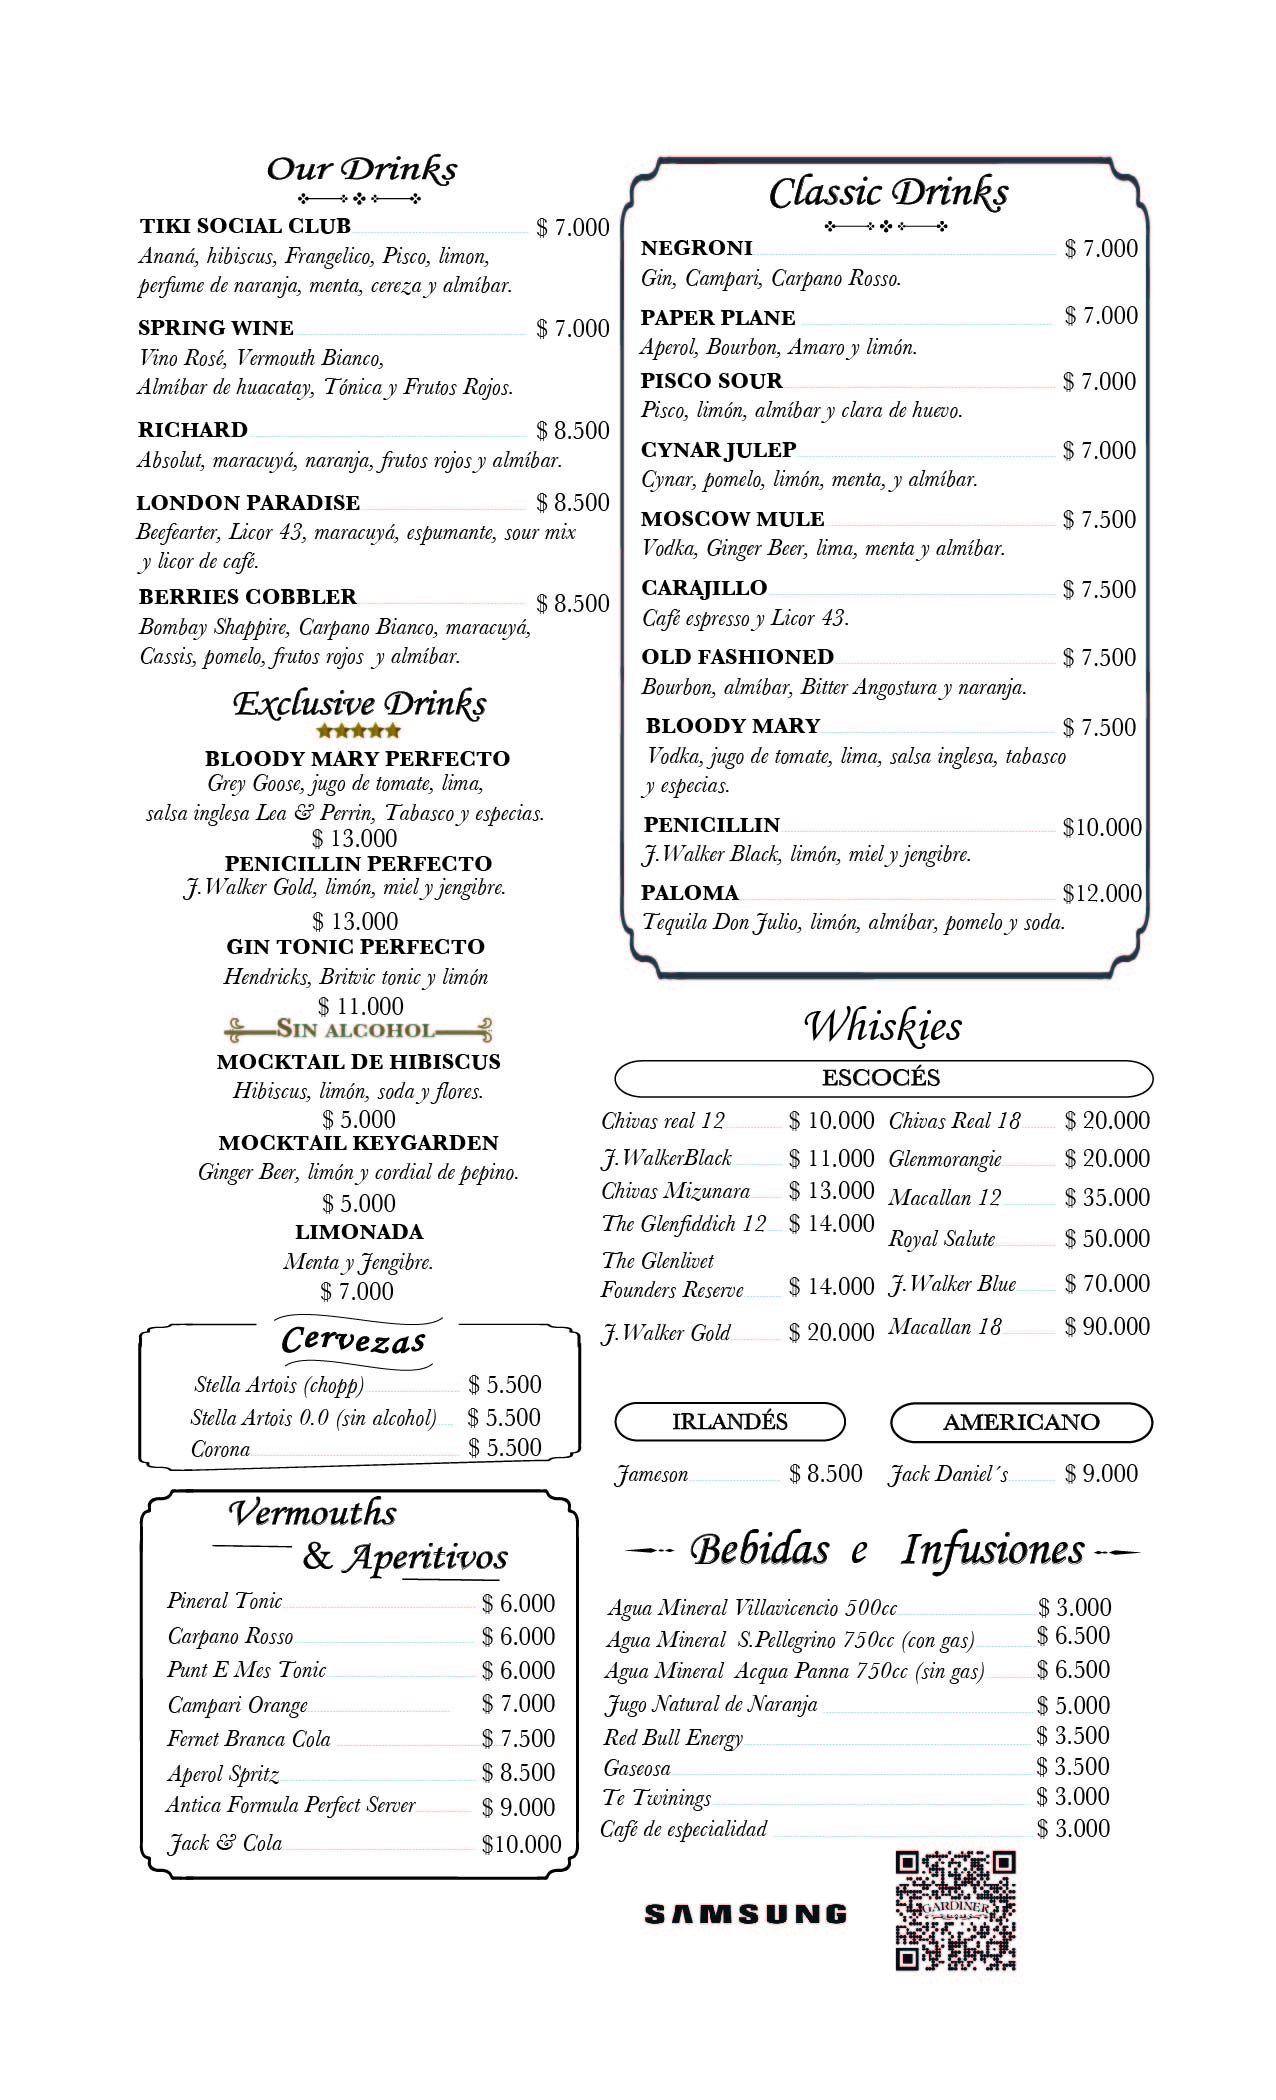 Our Drinks
TIKI SOCIAL CLUB $ 7.000
Ananá, hibiscus, Frangelico, Pisco, limon,
perfume de naranja, menta, cereza y almíbar.
SPRING WINE $ 7.000
Vino Rosé, Vermouth Bianco,
Almíbar de huacatay, Tónica y Frutos Rojos.
RICHARD $ 8.500
Absolut, maracuyá, naranja, frutos rojos y almíbar.
LONDON PARADISE $ 8.500
Beefearter, Licor 43, maracuyá, espumante, sour mix
y licor de café.
BERRIES COBBLER $ 8.500
Bombay Shappire, Carpano Bianco, maracuyá,
Cassis, pomelo, frutos rojos y almíbar.
Exclusive Drinks
BLOODY MARY PERFECTO
Grey Goose, jugo de tomate, lima,
salsa inglesa Lea & Perrin, Tabasco y especias.
$ 13.000
PENICILLIN PERFECTO
J.Walker Gold, limón, miel y jengibre.
$ 13.000
GIN TONIC PERFECTO
Hendricks, Britvic tonic y limón
$ 11.000
SIN ALCOHOL
MOCKTAIL DE HIBISCUS
Hibiscus, limón, soda y flores.
$ 5.000
MOCKTAIL KEYGARDEN
Ginger Beer, limón y cordial de pepino.
$ 5.000
LIMONADA
Menta y Jengibre.
$ 7.000
Cervezas
Stella Artois (chopp) $ 5.500
Stella Artois 0.0 (sin alcohol) $ 5.500
Corona $ 5.500
Vermouths
& Aperitivos
Pineral Tonic $ 6.000
Carpano Rosso $ 6.000
Punt E Mes Tonic $ 6.000
Campari Orange $ 7.000
Fernet Branca Cola $ 7.500
Aperol Spritz $ 8.500
Antica Formula Perfect Server $ 9.000
Jack & Cola $10.000
Classic Drinks
NEGRONI $ 7.000
Gin, Campari, Carpano Rosso.
PAPER PLANE $ 7.000
Aperol, Bourbon, Amaro y limón.
PISCO SOUR $ 7.000
Pisco, limón, almíbar y clara de huevo.
CYNAR JULEP $ 7.000
Cynar, pomelo, limón, menta, y almíbar.
MOSCOW MULE $ 7.500
Vodka, Ginger Beer, lima, menta y almíbar.
CARAJILLO $ 7.500
Café espresso y Licor 43.
OLD FASHIONED $ 7.500
Bourbon, almíbar, Bitter Angostura y naranja.
BLOODY MARY $ 7.500
Vodka, jugo de tomate, lima, salsa inglesa, tabasco
y especias.
PENICILLIN $10.000
J.Walker Black, limón, miel y jengibre.
PALOMA $12.000
Tequila Don Julio, limón, almíbar, pomelo y soda.
Whiskies
ESCOCÉS
Chivas real 12 $ 10.000 Chivas Real 18 $ 20.000
J.WalkerBlack $ 11.000 Glenmorangie $ 20.000
Chivas Mizunara $ 13.000 Macallan 12 $ 35.000
The Glenfiddich 12 $ 14.000 Royal Salute $ 50.000
The Glenlivet
Founders Reserve $ 14.000 J.Walker Blue $ 70.000
J.Walker Gold $ 20.000 Macallan 18 $ 90.000
IRLANDÉS AMERICANO
Jameson $ 8.500 Jack Daniel´s $ 9.000
Bebidas e Infusiones
Agua Mineral Villavicencio 500cc $ 3.000
Agua Mineral S.Pellegrino 750cc (con gas) $ 6.500
Agua Mineral Acqua Panna 750cc (sin gas) $ 6.500
Jugo Natural de Naranja $ 5.000
Red Bull Energy $ 3.500
Gaseosa $ 3.500
Te Twinings $ 3.000
Café de especialidad $ 3.000
SAMSUNG
GARDINER